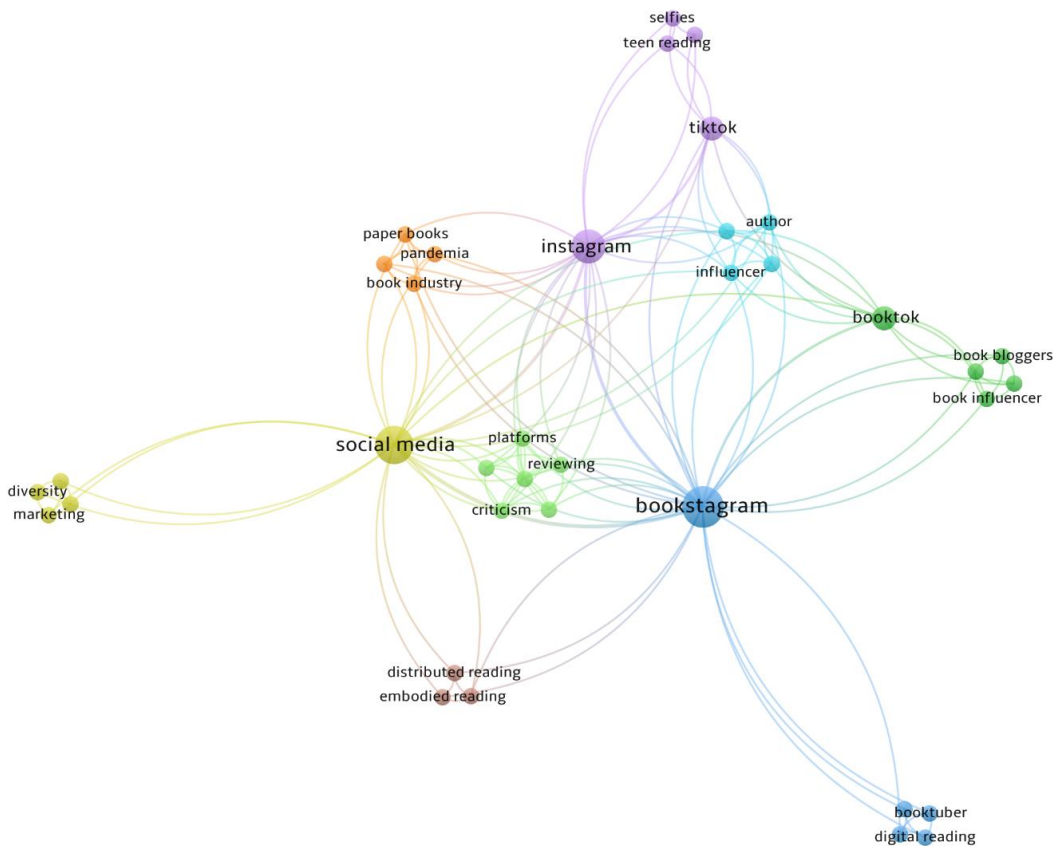 selfies
teen reading
tiktok
author
paper books
instagram
pandemia
influencer
book industry
booktok
book bloggers
book influencer
platforms
social media
reviewing
diversity
bookstagram
criticism
marketing
distributed reading
embodied reading
booktuber
digital reading